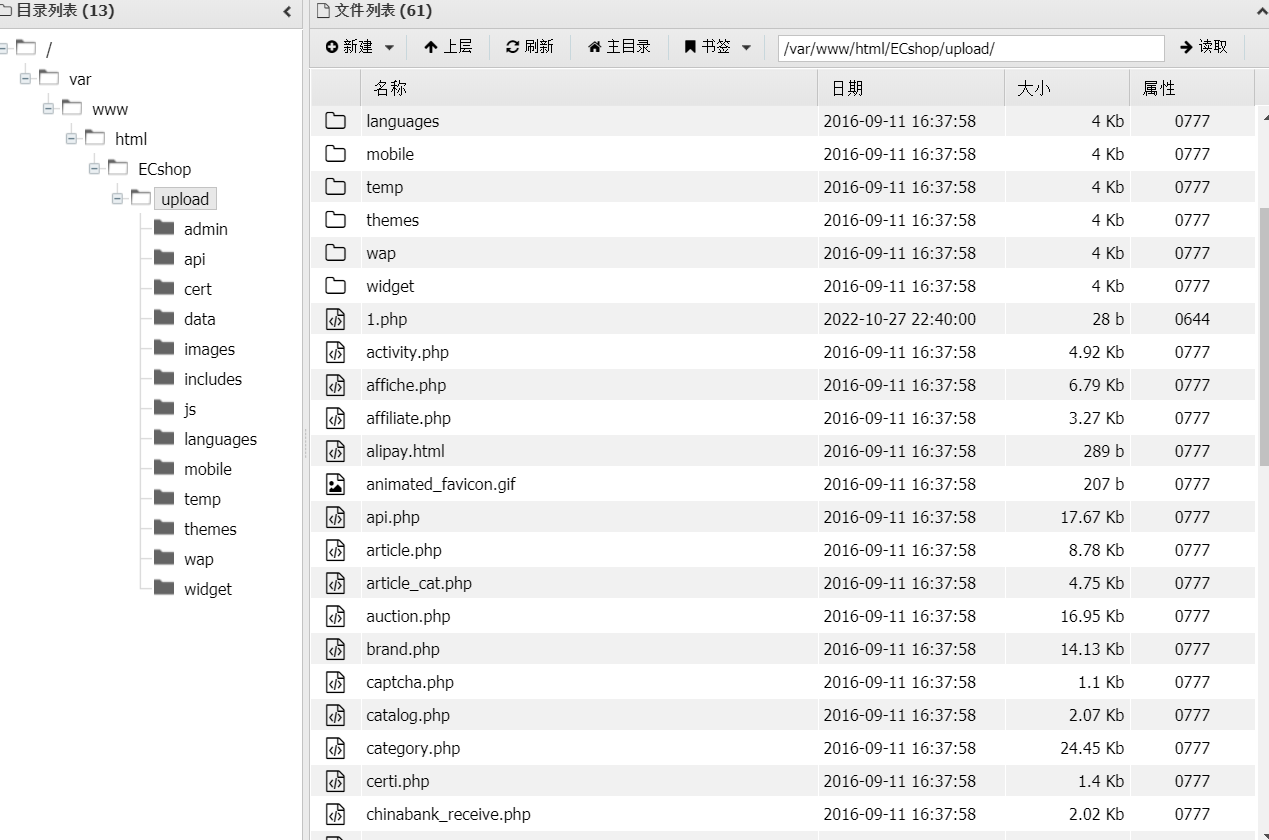 目录列表 (13)
/
var
www
html
ECshop
upload
admin
api
cert
data
images
includes
js
languages
mobile
temp
themes
wap
widget
文件列表 (61)
新建 上层 刷新 主目录 书签 /var/www/html/ECshop/upload/ 读取
名称 日期 大小 属性
languages 2016-09-11 16:37:58 4 Kb 0777
mobile 2016-09-11 16:37:58 4 Kb 0777
temp 2016-09-11 16:37:58 4 Kb 0777
themes 2016-09-11 16:37:58 4 Kb 0777
wap 2016-09-11 16:37:58 4 Kb 0777
widget 2016-09-11 16:37:58 4 Kb 0777
1.php 2022-10-27 22:40:00 28 b 0644
activity.php 2016-09-11 16:37:58 4.92 Kb 0777
affiche.php 2016-09-11 16:37:58 6.79 Kb 0777
affiliate.php 2016-09-11 16:37:58 3.27 Kb 0777
alipay.html 2016-09-11 16:37:58 289 b 0777
animated_favicon.gif 2016-09-11 16:37:58 207 b 0777
api.php 2016-09-11 16:37:58 17.67 Kb 0777
article.php 2016-09-11 16:37:58 8.78 Kb 0777
article_cat.php 2016-09-11 16:37:58 4.75 Kb 0777
auction.php 2016-09-11 16:37:58 16.95 Kb 0777
brand.php 2016-09-11 16:37:58 14.13 Kb 0777
captcha.php 2016-09-11 16:37:58 1.1 Kb 0777
catalog.php 2016-09-11 16:37:58 2.07 Kb 0777
category.php 2016-09-11 16:37:58 24.45 Kb 0777
certi.php 2016-09-11 16:37:58 1.4 Kb 0777
chinabank_receive.php 2016-09-11 16:37:58 2.02 Kb 0777